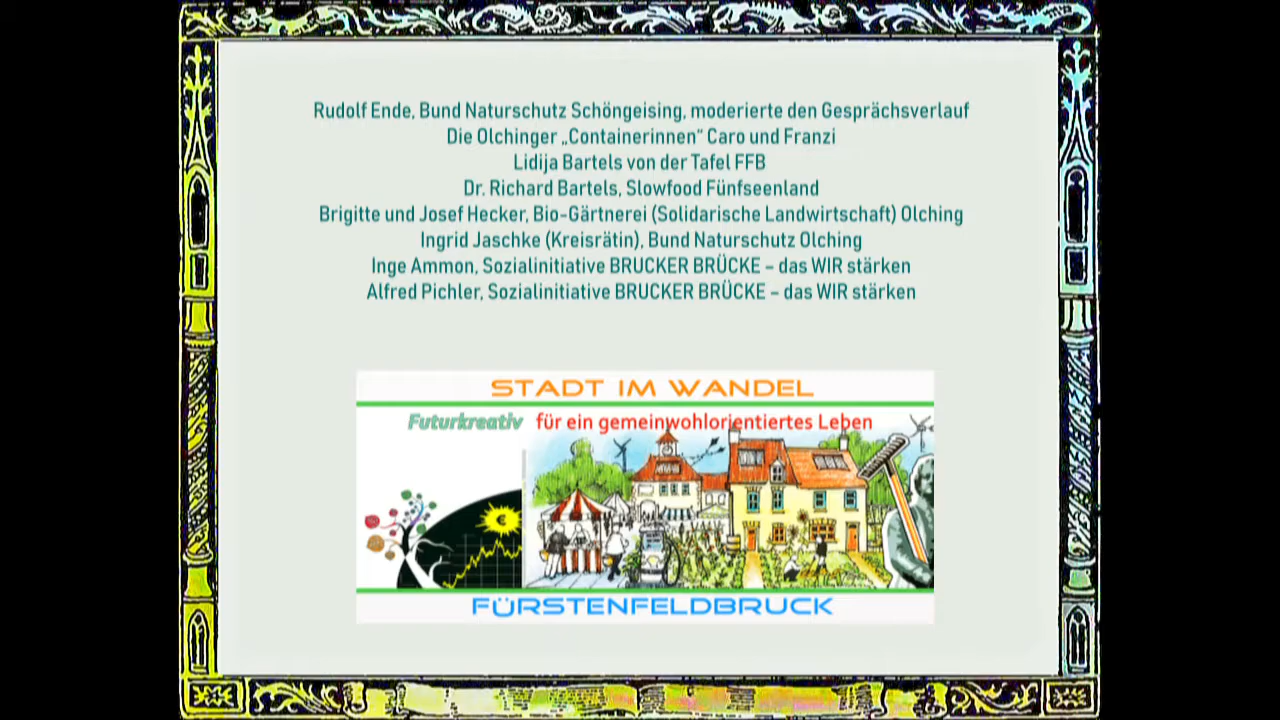 Rudolf Ende, Bund Naturschutz Schöngeising, moderierte den Gesprächsverlauf
Die Olchinger „Containerinnen“ Caro und Franzi
Lidija Bartels von der Tafel FFB
Dr. Richard Bartels, Slowfood Fünfseenland
Brigitte und Josef Hecker, Bio-Gärtnerei (Solidarische Landwirtschaft) Olching
Ingrid Jaschke (Kreisrätin), Bund Naturschutz Olching
Inge Ammon, Sozialinitiative BRUCKER BRÜCKE – das WIR stärken
Alfred Pichler, Sozialinitiative BRUCKER BRÜCKE – das WIR stärken
STADT IM WANDEL
Futurkreativ für ein gemeinwohlorientiertes Leben
€
FÜRSTENFELDBRUCK